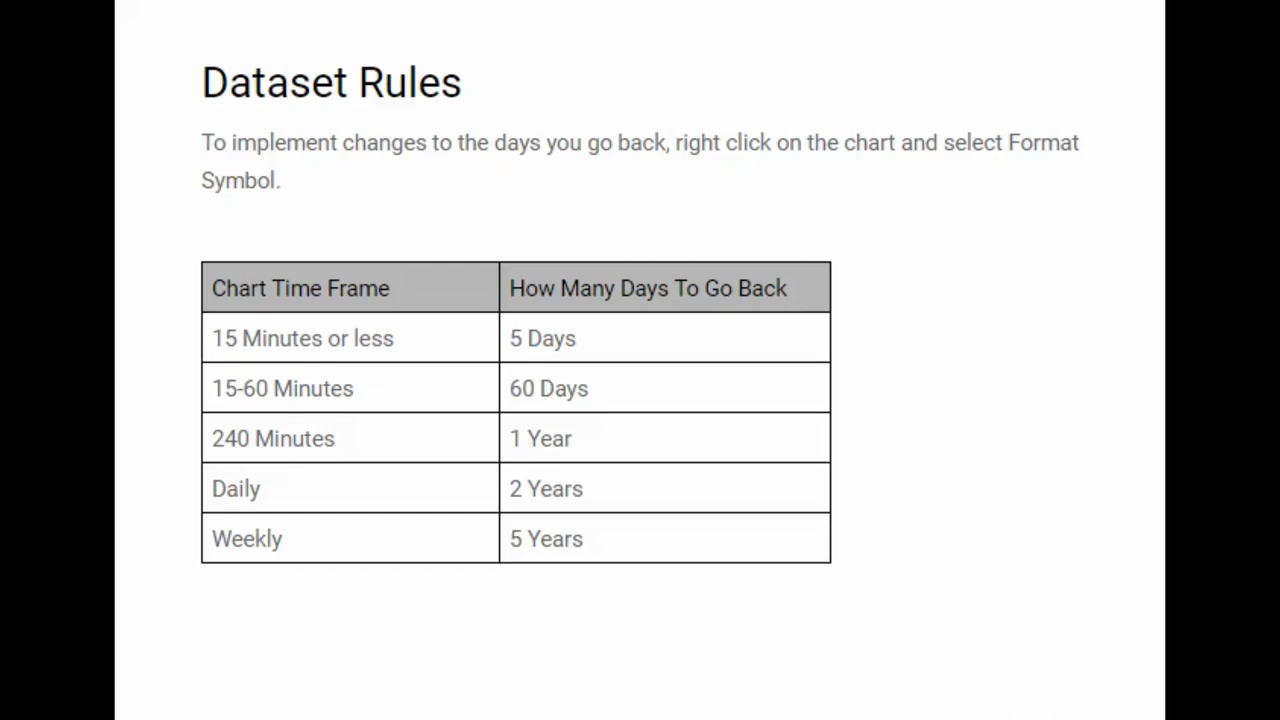 Dataset Rules
To implement changes to the days you go back, right click on the chart and select Format
Symbol.
Chart Time Frame How Many Days To Go Back
15 Minutes or less 5 Days
15-60 Minutes 60 Days
240 Minutes 1 Year
Daily 2 Years
Weekly 5 Years